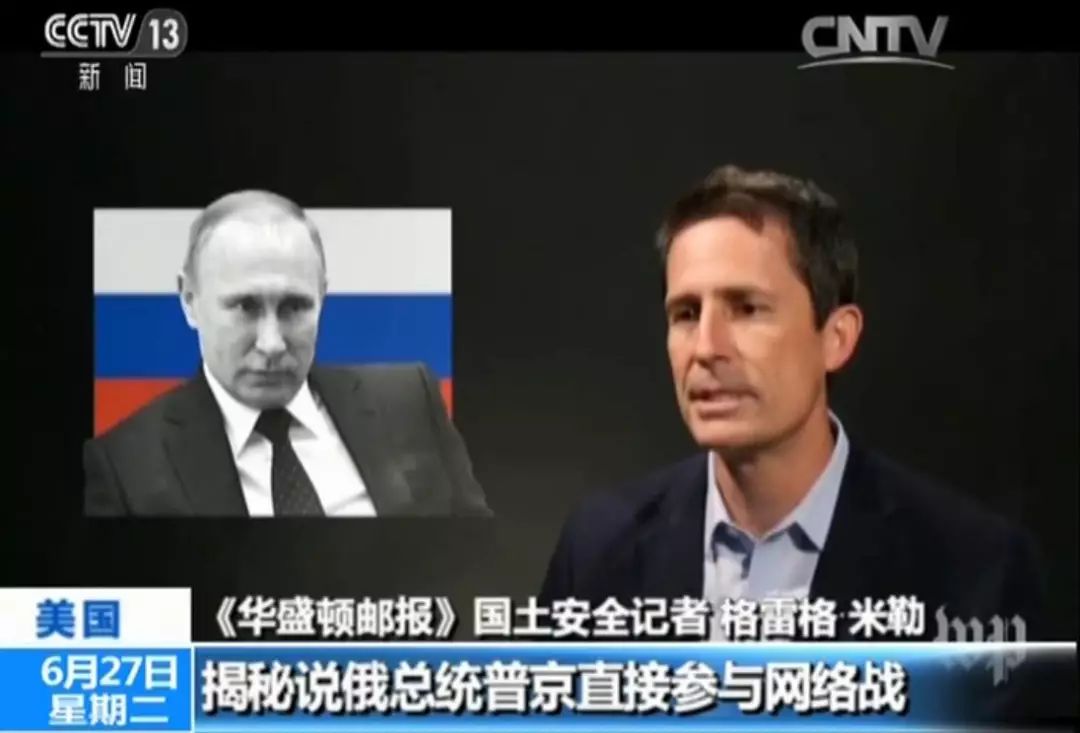 CCTV 13
新闻
CNTV
美国
《华盛顿邮报》国土安全记者 格雷格·米勒
wp
6月27日
星期二
揭秘说俄总统普京直接参与网络战